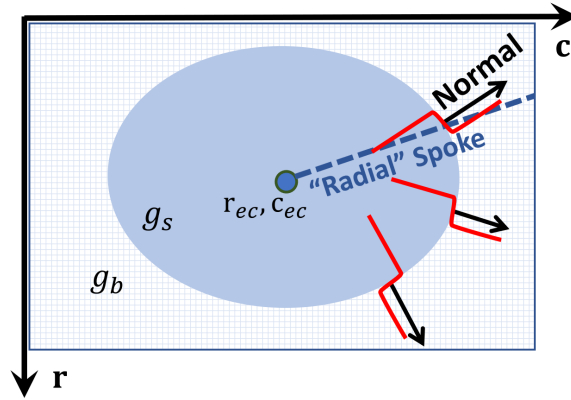 c
Normal
"Radial" Spoke
r_ec, c_ec
g_s
g_b
r